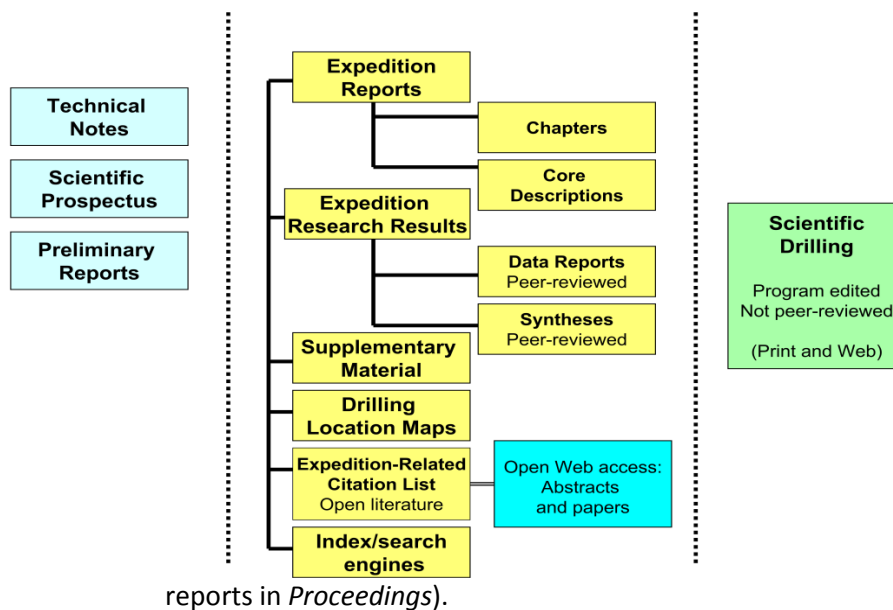 Technical
Notes
Scientific
Prospectus
Preliminary
Reports
Expedition
Reports
Chapters
Core
Descriptions
Expedition
Research Results
Data Reports
Peer-reviewed
Syntheses
Peer-reviewed
Supplementary
Material
Drilling
Location Maps
Expedition-Related
Citation List
Open literature
Open Web access:
Abstracts
and papers
Index/search
engines
Scientific
Drilling
Program edited
Not peer-reviewed
(Print and Web)
reports in Proceedings).